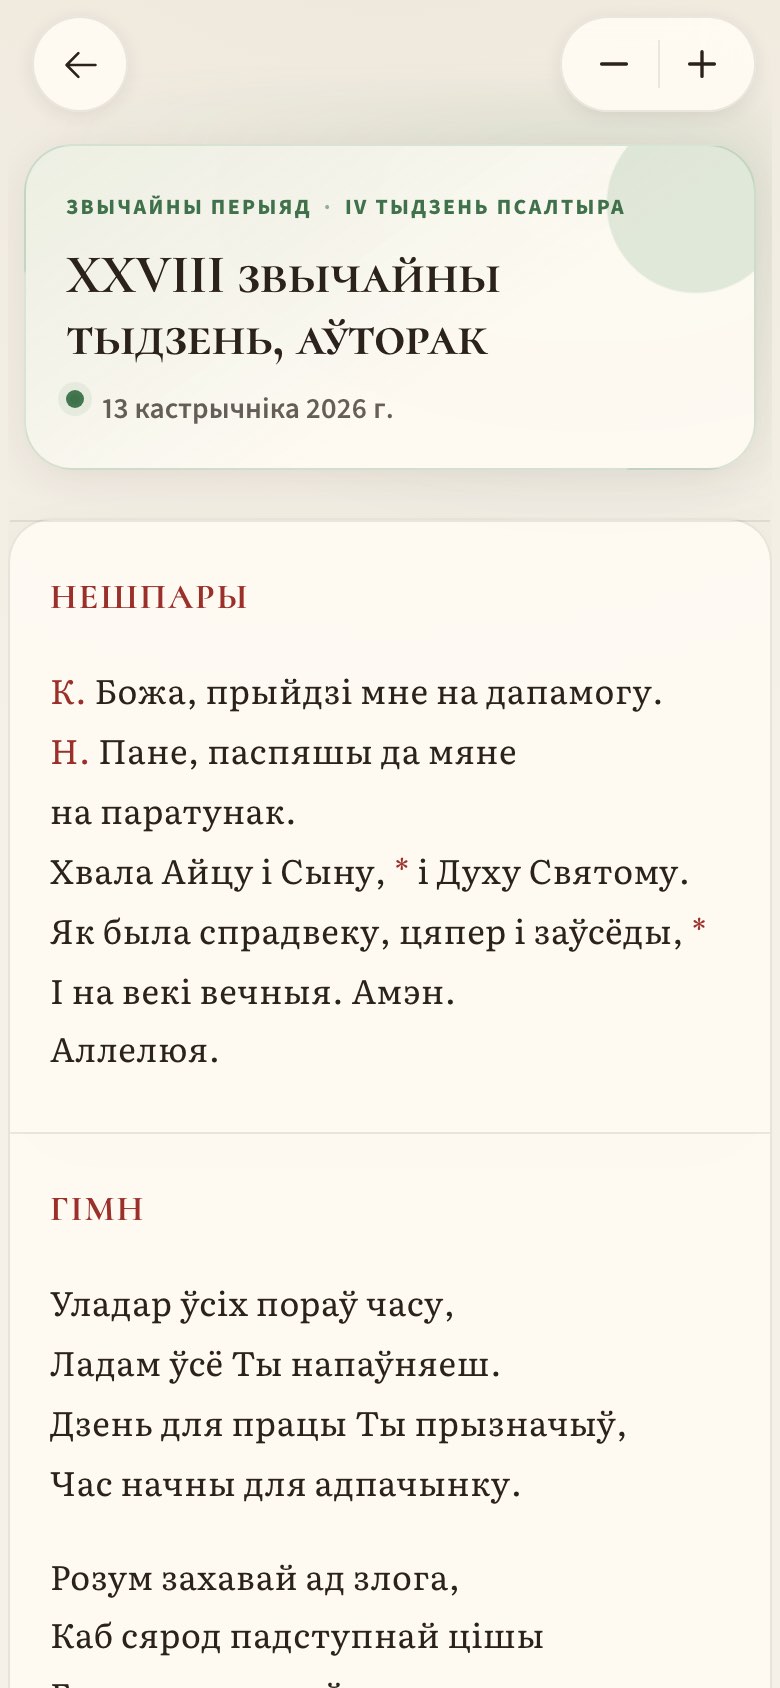 ЗВЫЧАЙНЫ ПЕРЫЯД · IV ТЫДЗЕНЬ ПСАЛТЫРА
XXVIII ЗВЫЧАЙНЫ
ТЫДЗЕНЬ, АЎТОРАК
13 кастрычніка 2026 г.
НЕШПАРЫ
К. Божа, прыйдзі мне на дапамогу.
Н. Пане, паспяшы да мяне
на паратунак.
Хвала Айцу і Сыну, * і Духу Святому.
Як была спрадвеку, цяпер і заўсёды, *
І на векі вечныя. Амэн.
Аллелюя.
ГІМН
Уладар ўсіх пораў часу,
Ладам ўсё Ты напаўняеш.
Дзень для працы Ты прызначыў,
Час начны для адпачынку.
Розум захавай ад злога,
Каб сярод падступнай цішы